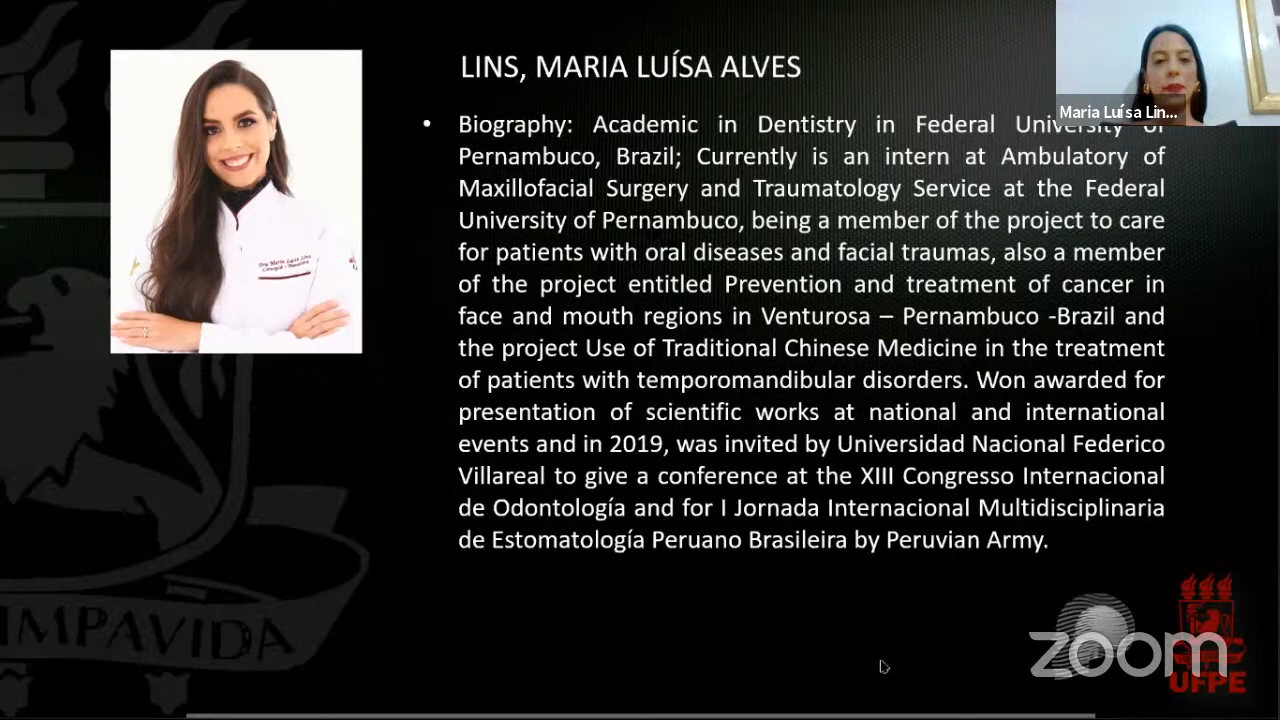 LINS, MARIA LUÍSA ALVES
Maria Luísa Lin...
• Biography: Academic in Dentistry in Federal University of
Pernambuco, Brazil; Currently is an intern at Ambulatory of
Maxillofacial Surgery and Traumatology Service at the Federal
University of Pernambuco, being a member of the project to care
for patients with oral diseases and facial traumas, also a member
of the project entitled Prevention and treatment of cancer in
face and mouth regions in Venturosa – Pernambuco -Brazil and
the project Use of Traditional Chinese Medicine in the treatment
of patients with temporomandibular disorders. Won awarded for
presentation of scientific works at national and international
events and in 2019, was invited by Universidad Nacional Federico
Villareal to give a conference at the XIII Congresso Internacional
de Odontología and for I Jornada Internacional Multidisciplinaria
de Estomatología Peruano Brasileira by Peruvian Army.
Dra Maria Luísa Lins
IMPAVIDA
zoom
UFPE